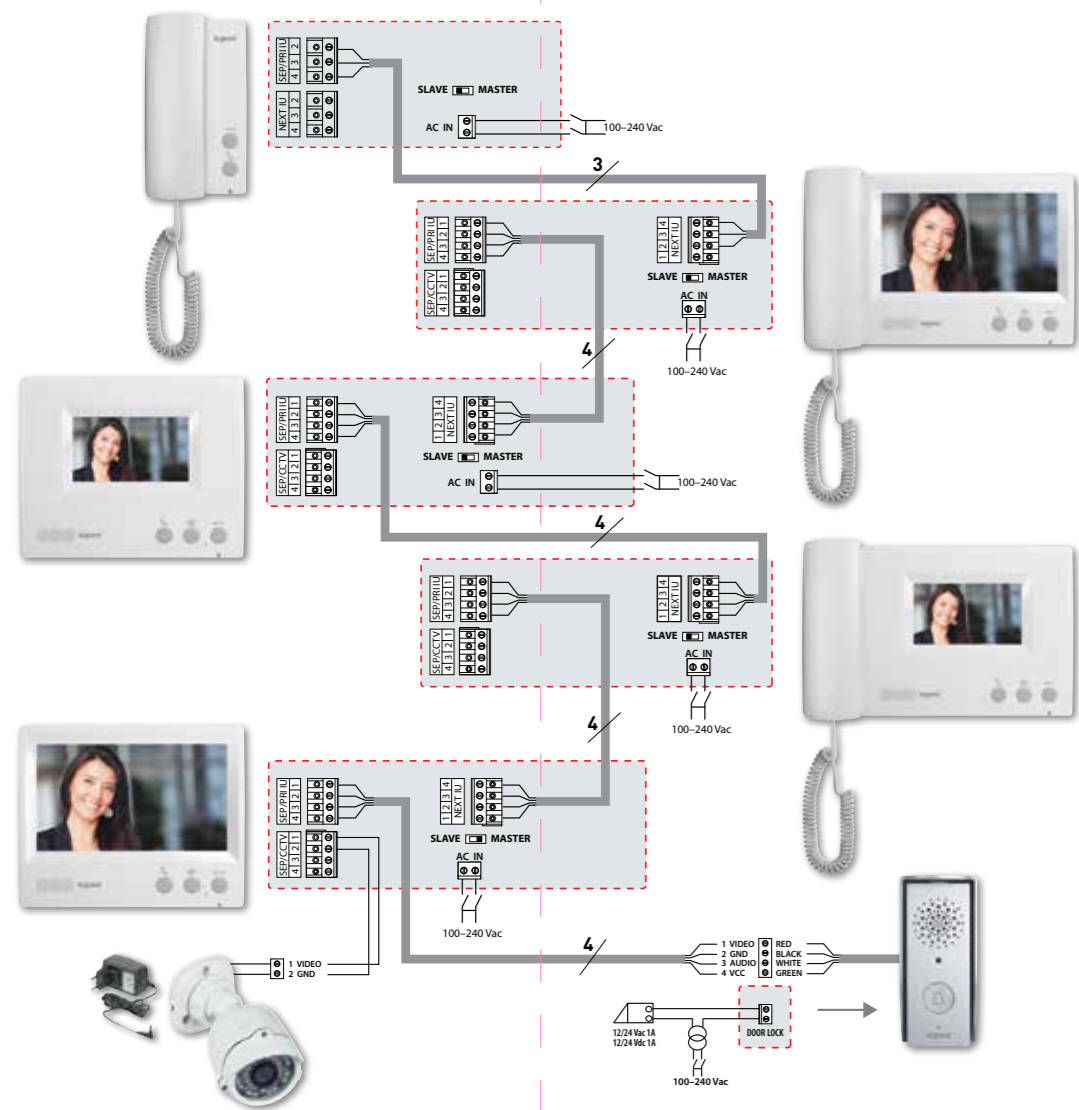 SEP/PRI IU
4 3 2
NEXT IU
4 3 2
SLAVE MASTER
AC IN
100–240 Vac
3
SEP/PRI IU
4 3 2 1
SEP/CCTV
4 3 2 1
1 2 3 4
NEXT IU
SLAVE MASTER
AC IN
100–240 Vac
4
SEP/PRI IU
4 3 2 1
SEP/CCTV
4 3 2 1
1 2 3 4
NEXT IU
SLAVE MASTER
AC IN
100–240 Vac
4
SEP/PRI IU
4 3 2 1
SEP/CCTV
4 3 2 1
1 2 3 4
NEXT IU
SLAVE MASTER
AC IN
100–240 Vac
4
SEP/PRI IU
4 3 2 1
SEP/CCTV
4 3 2 1
1 2 3 4
NEXT IU
SLAVE MASTER
AC IN
100–240 Vac
4
1 VIDEO
2 GND
1 VIDEO RED
2 GND BLACK
3 AUDIO WHITE
4 VCC GREEN
12/24 Vac 1A
12/24 Vdc 1A
DOOR LOCK
100–240 Vac